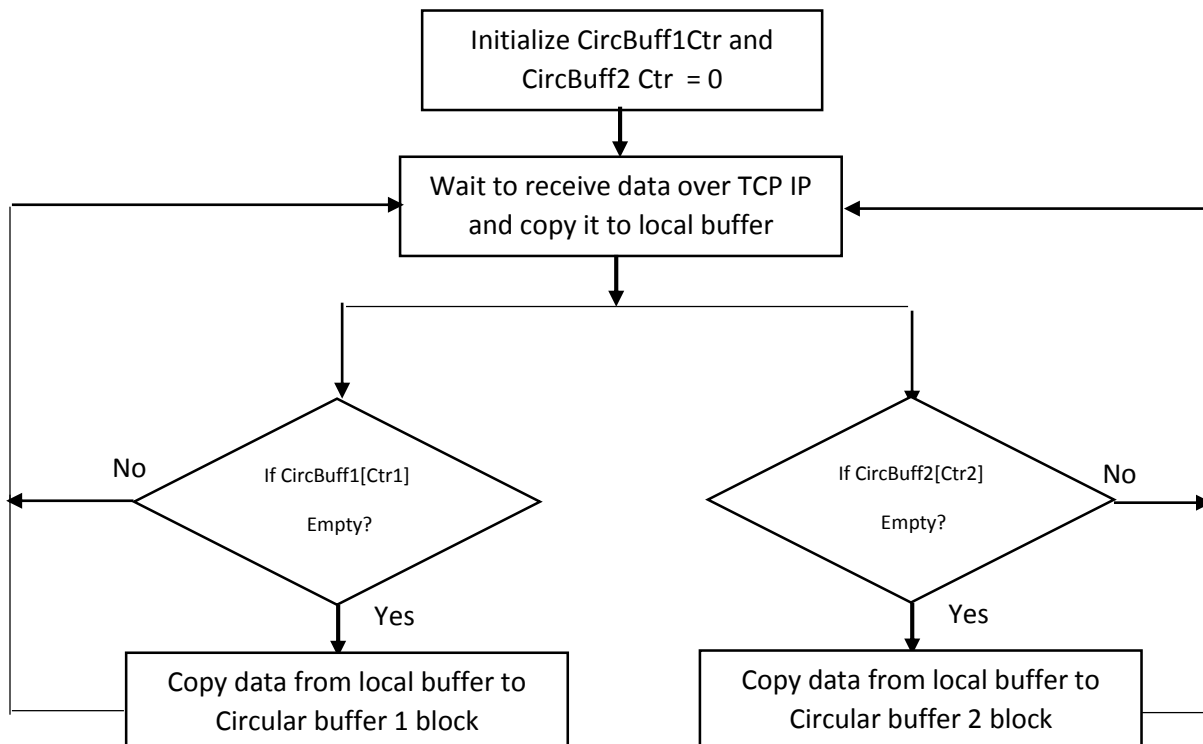 Initialize CircBuff1Ctr and
CircBuff2 Ctr = 0
Wait to receive data over TCP IP
and copy it to local buffer
No
If CircBuff1[Ctr1]
Empty?
Yes
If CircBuff2[Ctr2]
Empty?
No
Yes
Copy data from local buffer to
Circular buffer 1 block
Copy data from local buffer to
Circular buffer 2 block